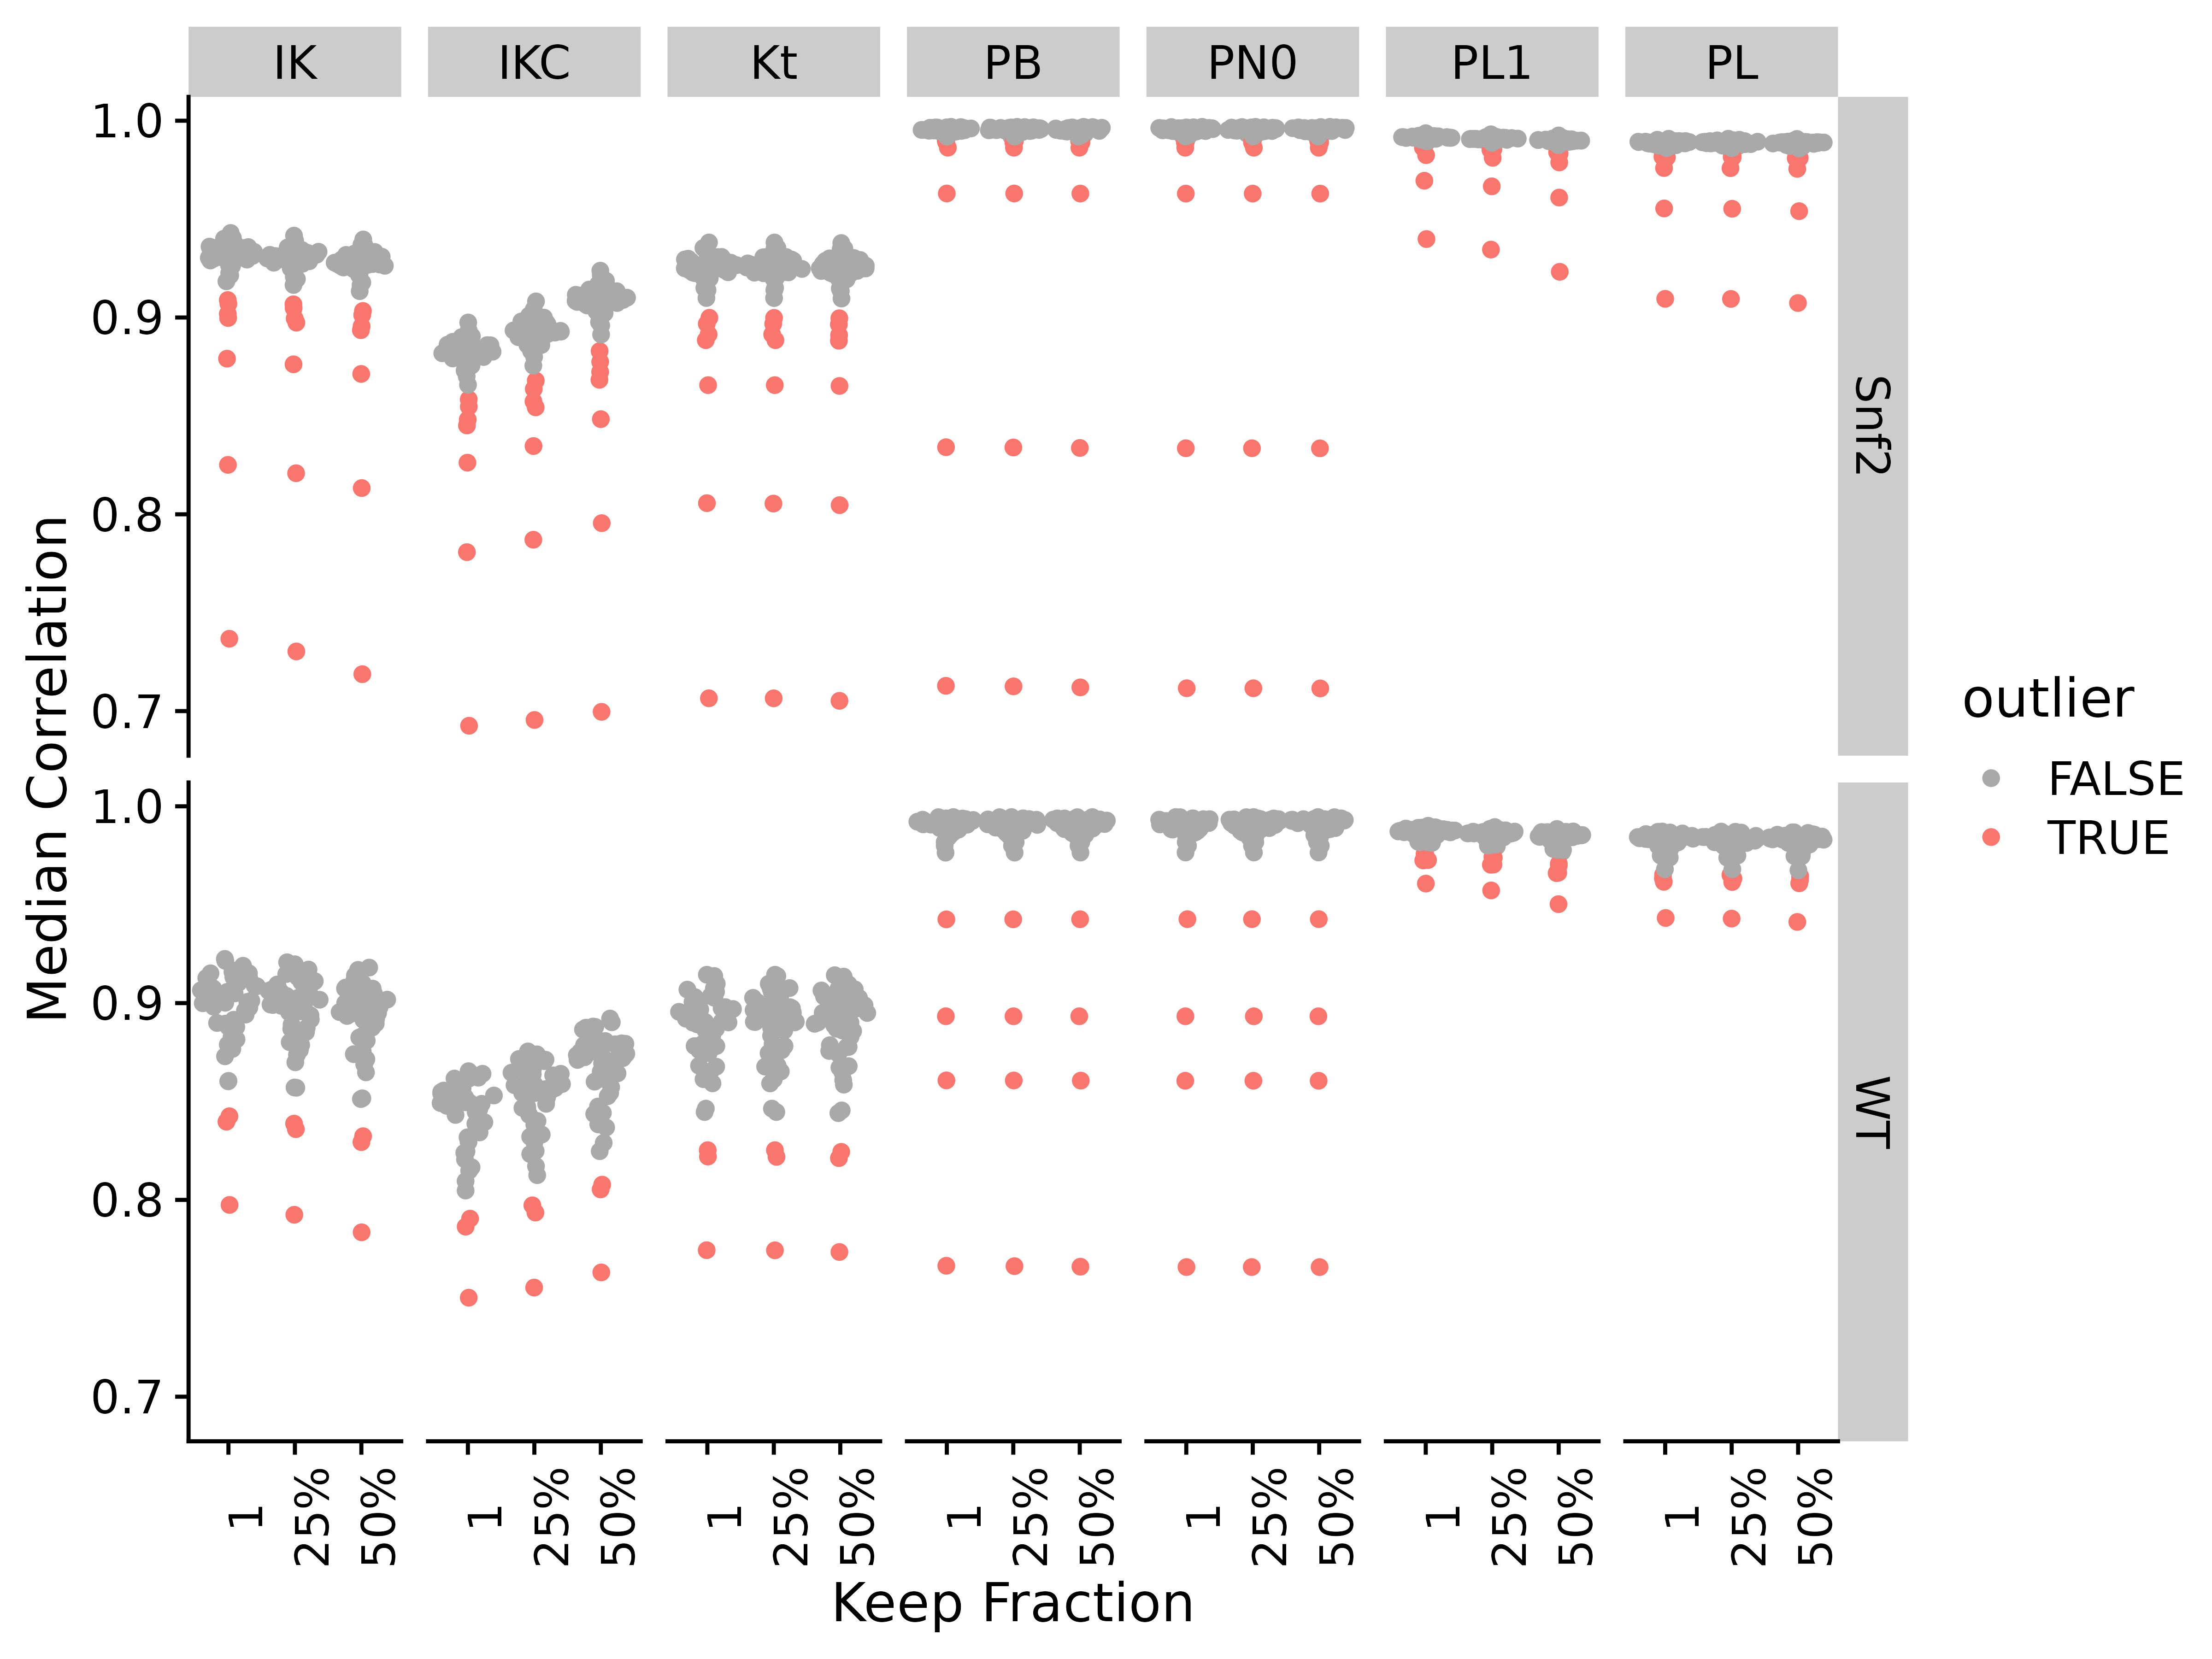 IK IKC Kt PB PN0 PL1 PL
Median Correlation
1.0
0.9
0.8
0.7
Snf2
1.0
0.9
0.8
0.7
WT
outlier
FALSE
TRUE
1 25% 50% 1 25% 50% 1 25% 50% 1 25% 50% 1 25% 50% 1 25% 50% 1 25% 50%
Keep Fraction